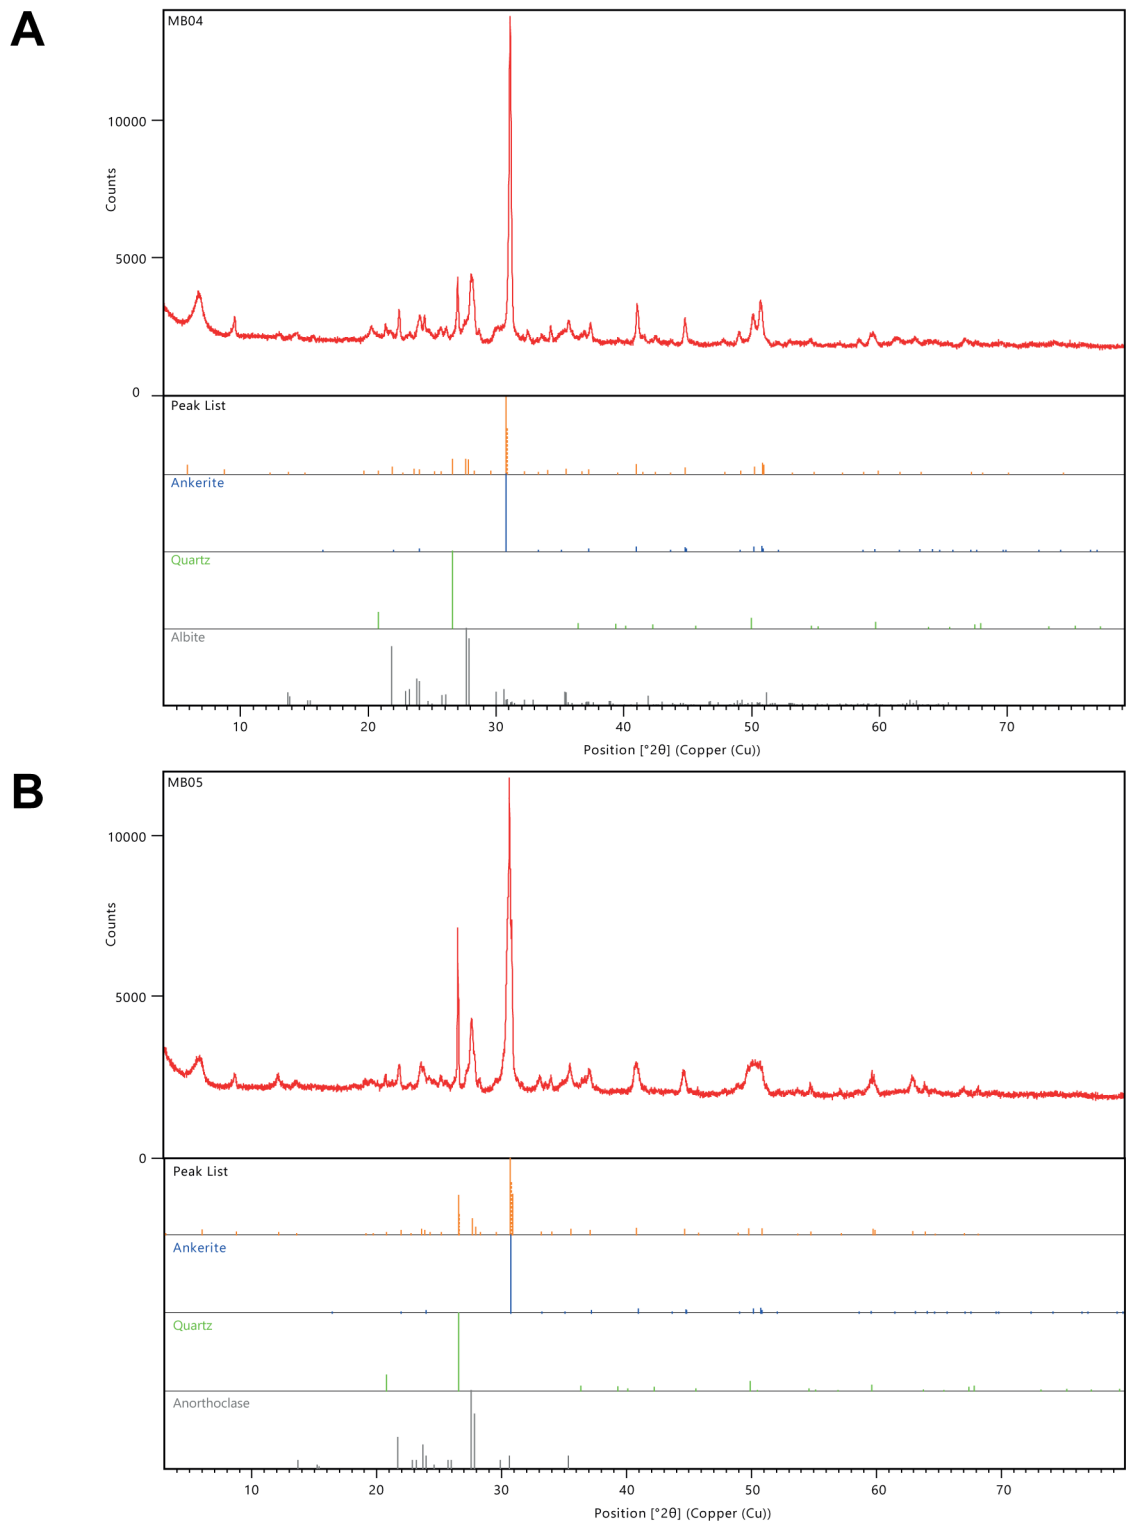 A
MB04
10000
Counts
5000
0
Peak List
Ankerite
Quartz
Albite
10 20 30 40 50 60 70
Position [°2θ] (Copper (Cu))
B
MB05
10000
Counts
5000
0
Peak List
Ankerite
Quartz
Anorthoclase
10 20 30 40 50 60 70
Position [°2θ] (Copper (Cu))